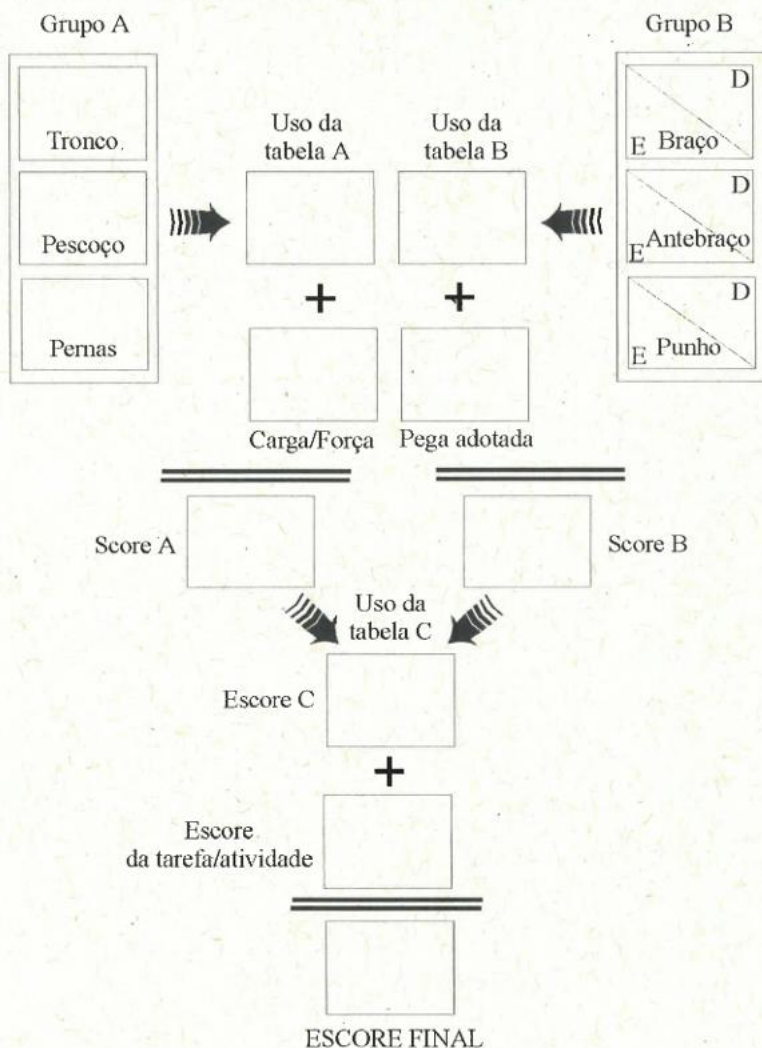 Grupo A
Grupo B
Tronco
Pescoço
Pernas
Uso da
tabela A
Uso da
tabela B
+
+
Carga/Força
Pega adotada
D
E Braço
D
E Antebraço
D
E Punho
Score A
Score B
Uso da
tabela C
Escore C
+
Escore
da tarefa/atividade
ESCORE FINAL